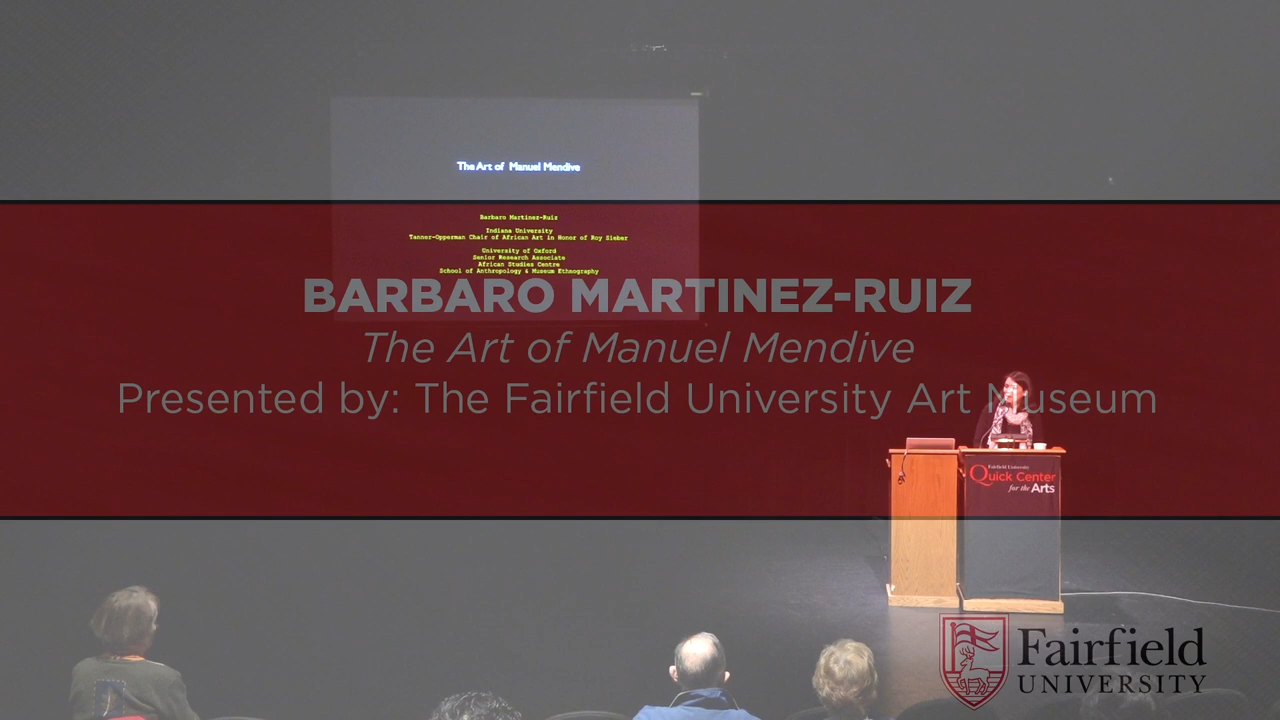 The Art of Manuel Mendive
Barbaro Martinez-Ruiz
Indiana University
Tanner-Opperman Chair of African Art in Honor of Roy Sieber
University of Oxford
Senior Research Associate
African Studies Centre
School of Anthropology & Museum Ethnography
BARBARO MARTINEZ-RUIZ
The Art of Manuel Mendive
Presented by: The Fairfield University Art Museum
Fairfield University
Quick Center
for the Arts
Fairfield
UNIVERSITY